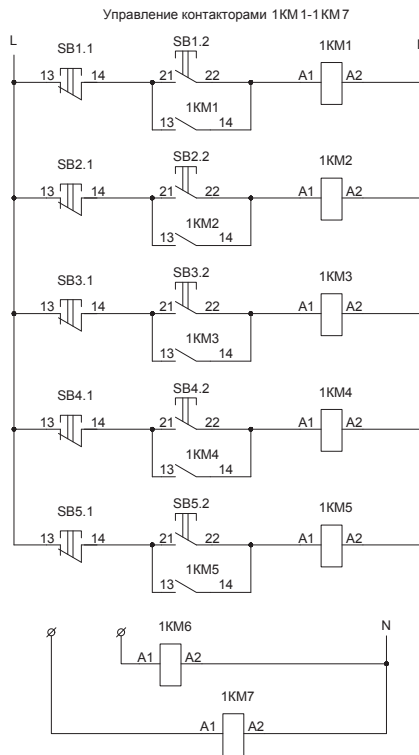 Управление контакторами 1КМ1-1КМ7
L
SB1.1 SB1.2 1КМ1
13 14 21 22 A1 A2
1КМ1
13 14
SB2.1 SB2.2 1КМ2
13 14 21 22 A1 A2
1КМ2
13 14
SB3.1 SB3.2 1КМ3
13 14 21 22 A1 A2
1КМ3
13 14
SB4.1 SB4.2 1КМ4
13 14 21 22 A1 A2
1КМ4
13 14
SB5.1 SB5.2 1КМ5
13 14 21 22 A1 A2
1КМ5
13 14
1КМ6 N
A1 A2
1КМ7
A1 A2